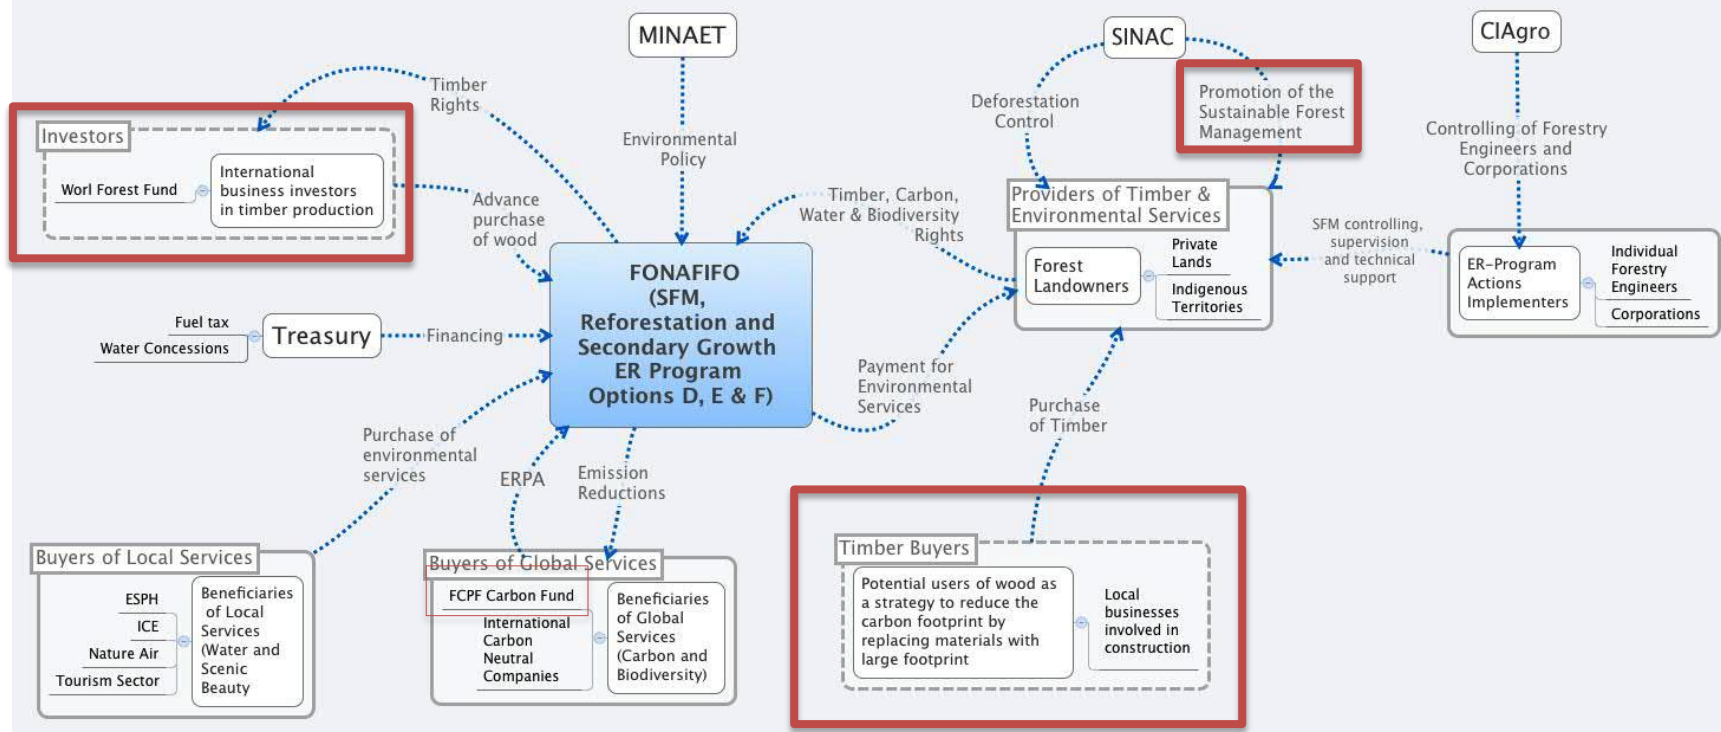 MINAET
SINAC
CIAgro
Timber
Rights
Environmental
Policy
Deforestation
Control
Promotion of the
Sustainable Forest
Management
Controlling of Forestry
Engineers and
Corporations
Investors
Worl Forest Fund
International
business investors
in timber production
Advance
purchase
of wood
Timber, Carbon,
Water & Biodiversity
Rights
Providers of Timber &
Environmental Services
Forest
Landowners
Private
Lands
Indigenous
Territories
SFM controlling,
supervision
and technical
support
ER-Program
Actions
Implementers
Individual
Forestry
Engineers
Corporations
FONAFIFO
(SFM,
Reforestation and
Secondary Growth
ER Program
Options D, E & F)
Fuel tax
Water Concessions
Treasury
Financing
Payment for
Environmental
Services
Purchase
of Timber
Purchase of
environmental
services
ERPA
Emission
Reductions
Buyers of Local Services
ESPH
ICE
Nature Air
Tourism Sector
Beneficiaries
of Local
Services
(Water and
Scenic
Beauty
Buyers of Global Services
FCPF Carbon Fund
International
Carbon
Neutral
Companies
Beneficiaries
of Global
Services
(Carbon and
Biodiversity)
Timber Buyers
Potential users of wood as
a strategy to reduce the
carbon footprint by
replacing materials with
large footprint
Local
businesses
involved in
construction